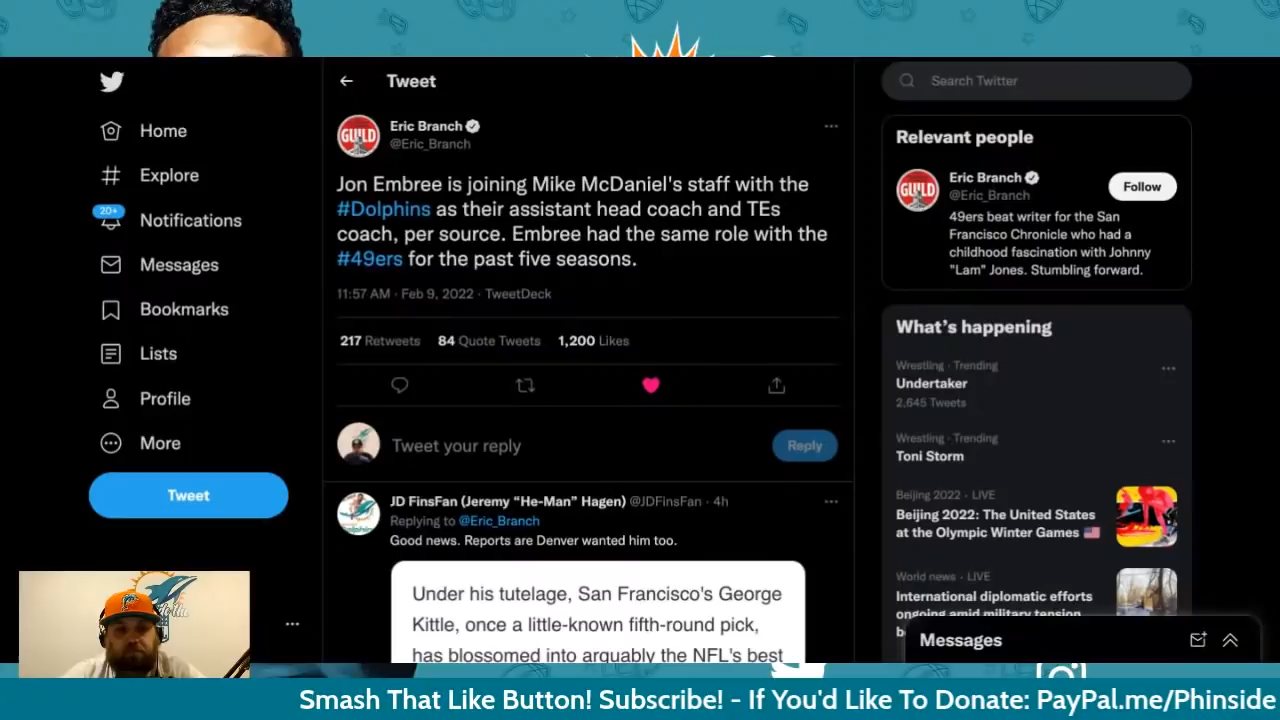 Tweet
Search Twitter
Home
Explore
20+
Notifications
Messages
Bookmarks
Lists
Profile
More
Tweet
GUILD
Eric Branch
@Eric_Branch
Jon Embree is joining Mike McDaniel's staff with the
#Dolphins as their assistant head coach and TEs
coach, per source. Embree had the same role with the
#49ers for the past five seasons.
11:57 AM · Feb 9, 2022 · TweetDeck
217 Retweets 84 Quote Tweets 1,200 Likes
Tweet your reply
Reply
JD FinsFan (Jeremy "He-Man" Hagen) @JDFinsFan · 4h
Replying to @Eric_Branch
Good news. Reports are Denver wanted him too.
Under his tutelage, San Francisco's George
Kittle, once a little-known fifth-round pick,
has blossomed into arguably the NFL's best
Relevant people
GUILD
Eric Branch
@Eric_Branch
Follow
49ers beat writer for the San
Francisco Chronicle who had a
childhood fascination with Johnny
"Lam" Jones. Stumbling forward.
What's happening
Wrestling · Trending
Undertaker
2,645 Tweets
Wrestling · Trending
Toni Storm
Beijing 2022 · LIVE
Beijing 2022: The United States
at the Olympic Winter Games
World news · LIVE
International diplomatic efforts
ongoing amid military tension
Messages
Smash That Like Button! Subscribe! - If You'd Like To Donate: PayPal.me/Phinside